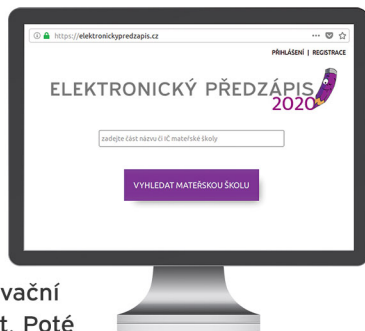 https://elektronickypredzapis.cz
PŘIHLÁŠENÍ | REGISTRACE
ELEKTRONICKÝ PŘEDZÁPIS
2020
zadejte část názvu či IČ mateřské školy
VYHLEDAT MATEŘSKOU ŠKOLU
vační
t. Poté